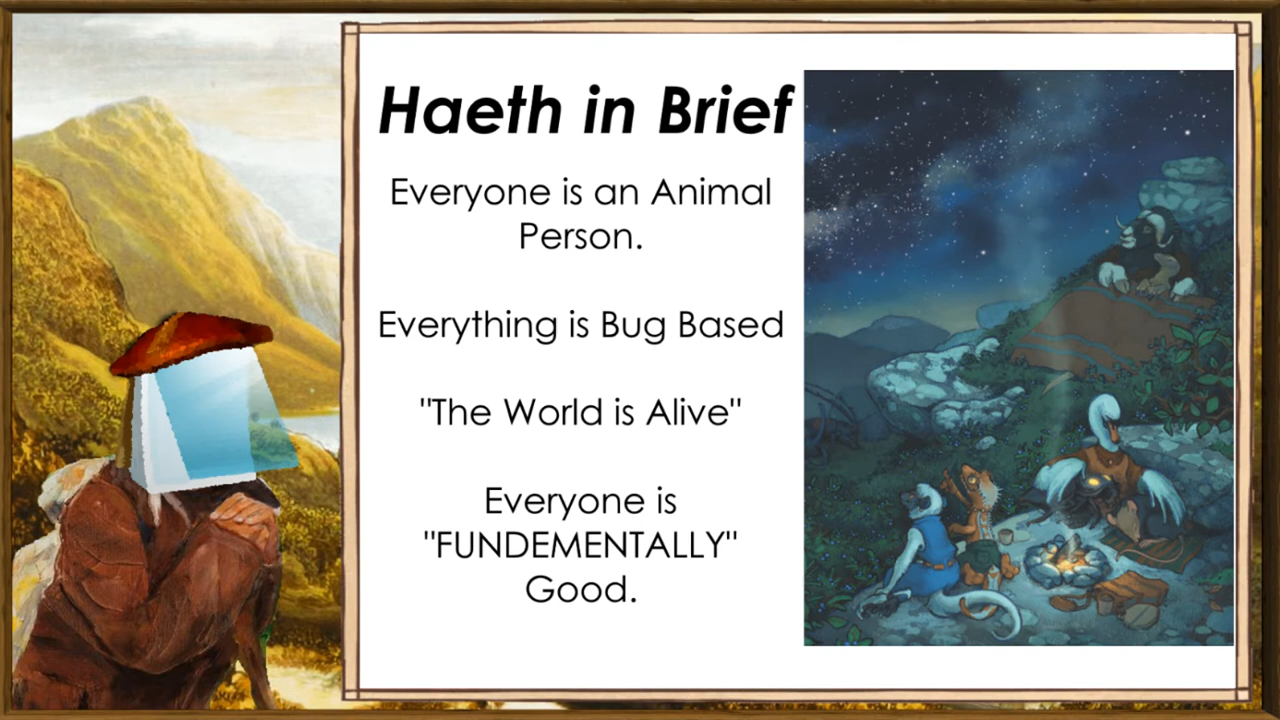 Haeth in Brief
Everyone is an Animal
Person.
Everything is Bug Based
"The World is Alive"
Everyone is
"FUNDEMENTALLY"
Good.